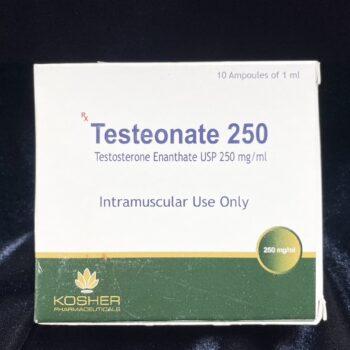 10 Ampoules of 1 ml
Rx
Testeonate 250
Testosterone Enanthate USP 250 mg/ml
Intramuscular Use Only
250 mg/ml
KOSHER
PHARMACEUTICALS